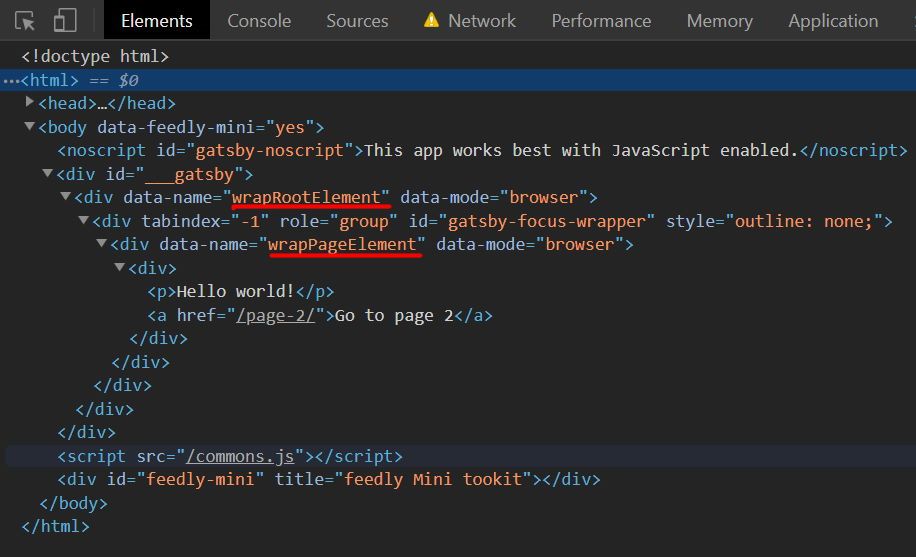 Elements Console Sources Network Performance Memory Application
<!doctype html>
…<html> == $0
<head>…</head>
<body data-feedly-mini="yes">
<noscript id="gatsby-noscript">This app works best with JavaScript enabled.</noscript>
<div id="___gatsby">
<div data-name="wrapRootElement" data-mode="browser">
<div tabindex="-1" role="group" id="gatsby-focus-wrapper" style="outline: none;">
<div data-name="wrapPageElement" data-mode="browser">
<div>
<p>Hello world!</p>
<a href="/page-2/">Go to page 2</a>
</div>
</div>
</div>
</div>
</div>
<script src="/commons.js"></script>
<div id="feedly-mini" title="feedly Mini tookit"></div>
</body>
</html>